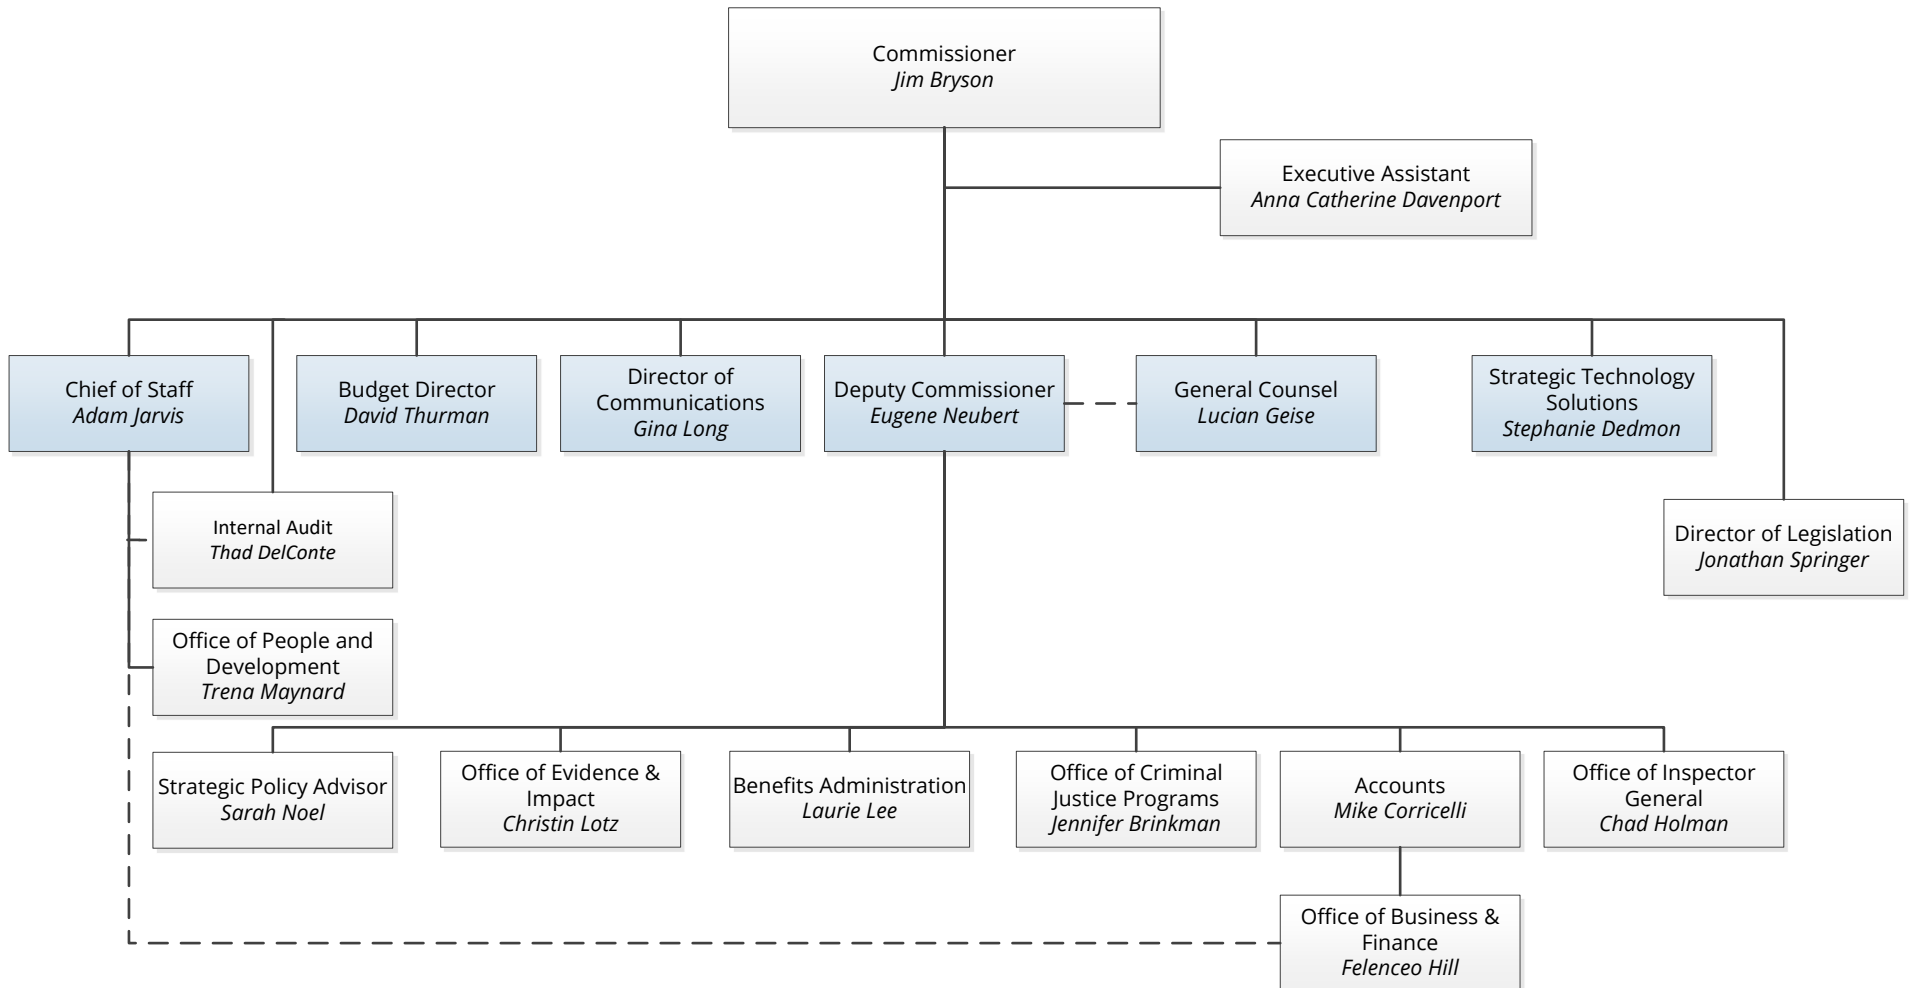 Commissioner
Jim Bryson
Executive Assistant
Anna Catherine Davenport
Chief of Staff
Adam Jarvis
Budget Director
David Thurman
Director of
Communications
Gina Long
Deputy Commissioner
Eugene Neubert
General Counsel
Lucian Geise
Strategic Technology
Solutions
Stephanie Dedmon
Internal Audit
Thad DelConte
Director of Legislation
Jonathan Springer
Office of People and
Development
Trena Maynard
Strategic Policy Advisor
Sarah Noel
Office of Evidence &
Impact
Christin Lotz
Benefits Administration
Laurie Lee
Office of Criminal
Justice Programs
Jennifer Brinkman
Accounts
Mike Corricelli
Office of Inspector
General
Chad Holman
Office of Business &
Finance
Felenceo Hill